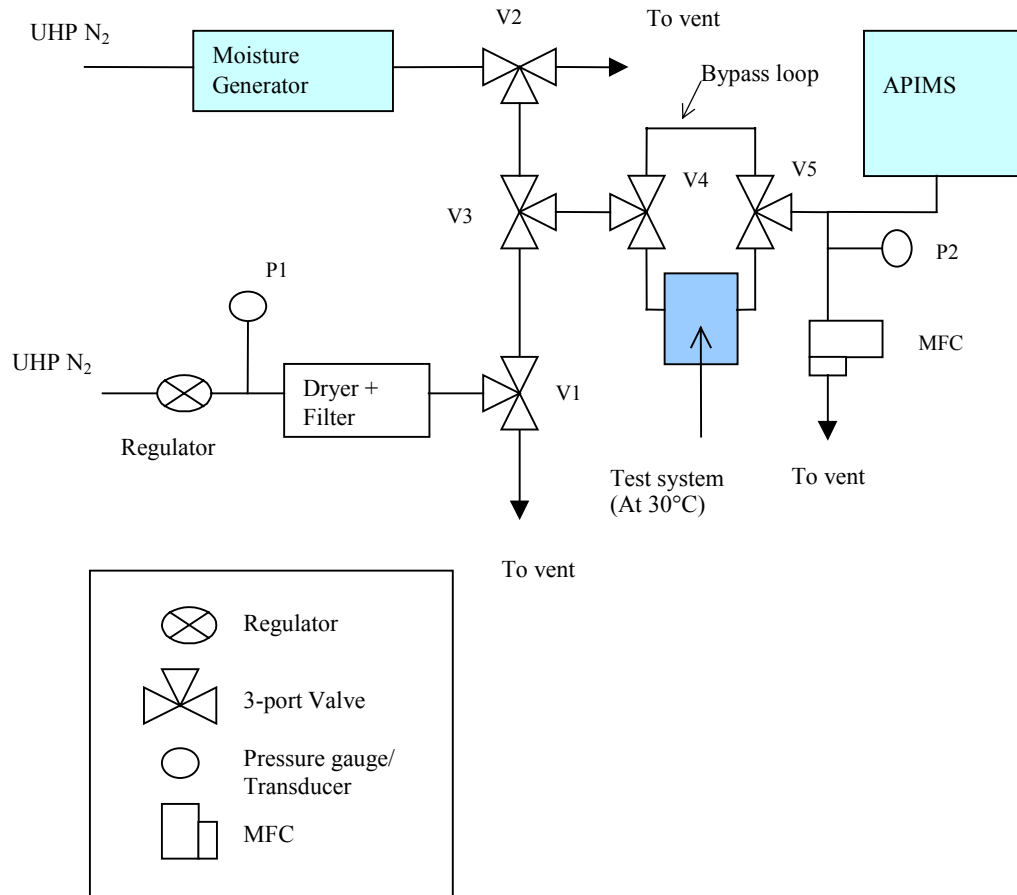 V2
To vent
UHP N₂
Moisture
Generator
Bypass loop
APIMS
V4
V5
V3
P1
P2
UHP N₂
MFC
Dryer +
Filter
V1
Regulator
To vent
Test system
(At 30°C)
To vent
Regulator
3-port Valve
Pressure gauge/
Transducer
MFC